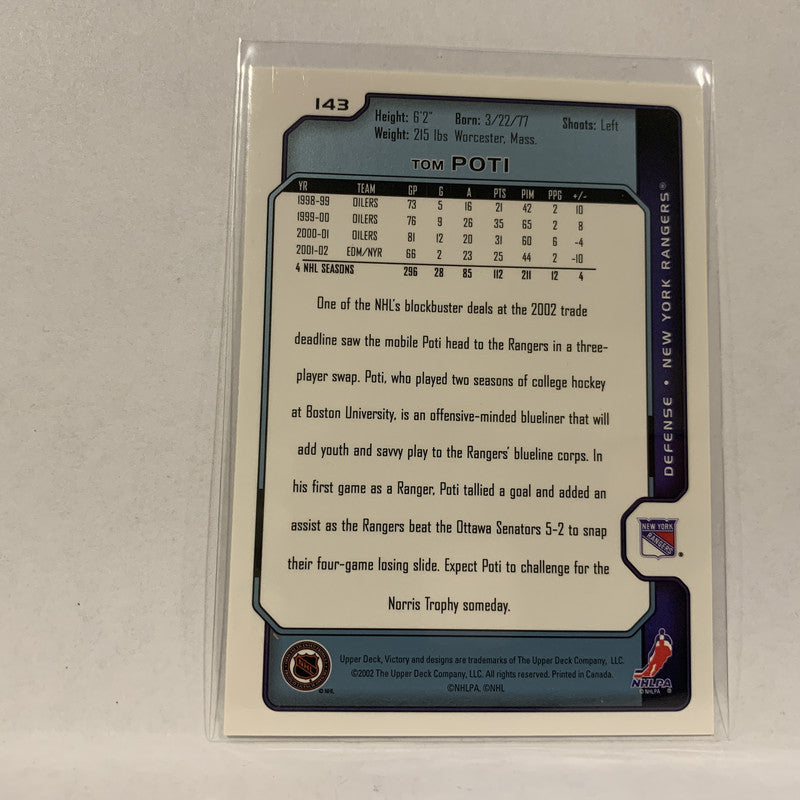 143
Height: 6'2" Born: 3/22/77 Shoots: Left
Weight: 215 lbs Worcester, Mass.
TOM POTI
YR TEAM GP G A PTS PIM PPG +/-
1998-99 OILERS 73 5 16 21 42 2 10
1999-00 OILERS 76 9 26 35 65 2 8
2000-01 OILERS 81 12 20 31 60 6 -4
2001-02 EDM/NYR 66 2 23 25 44 2 -10
4 NHL SEASONS 296 28 85 112 211 12 4
One of the NHL's blockbuster deals at the 2002 trade
deadline saw the mobile Poti head to the Rangers in a three-
player swap. Poti, who played two seasons of college hockey
at Boston University, is an offensive-minded blueliner that will
add youth and savvy play to the Rangers' blueline corps. In
his first game as a Ranger, Poti tallied a goal and added an
assist as the Rangers beat the Ottawa Senators 5-2 to snap
their four-game losing slide. Expect Poti to challenge for the
Norris Trophy someday.
DEFENSE • NEW YORK RANGERS®
NEW YORK
RANGERS
®
NHL
© NHL
Upper Deck, Victory and designs are trademarks of The Upper Deck Company, LLC.
©2002 The Upper Deck Company, LLC. All rights reserved. Printed in Canada.
©NHLPA, ©NHL
NHLPA
© NHLPA ®